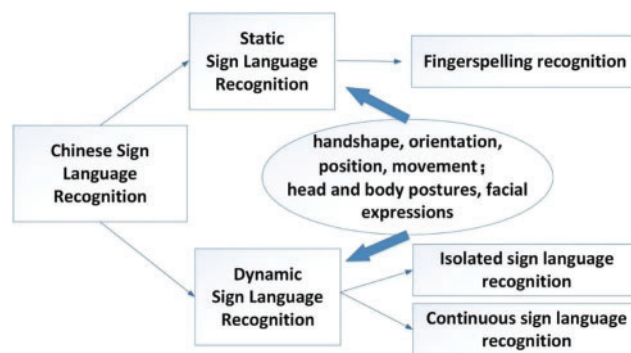 Static
Sign Language
Recognition
Fingerspelling recognition
Chinese Sign
Language
Recognition
handshape, orientation,
position, movement；
head and body postures, facial
expressions
Dynamic
Sign Language
Recognition
Isolated sign language
recognition
Continuous sign language
recognition